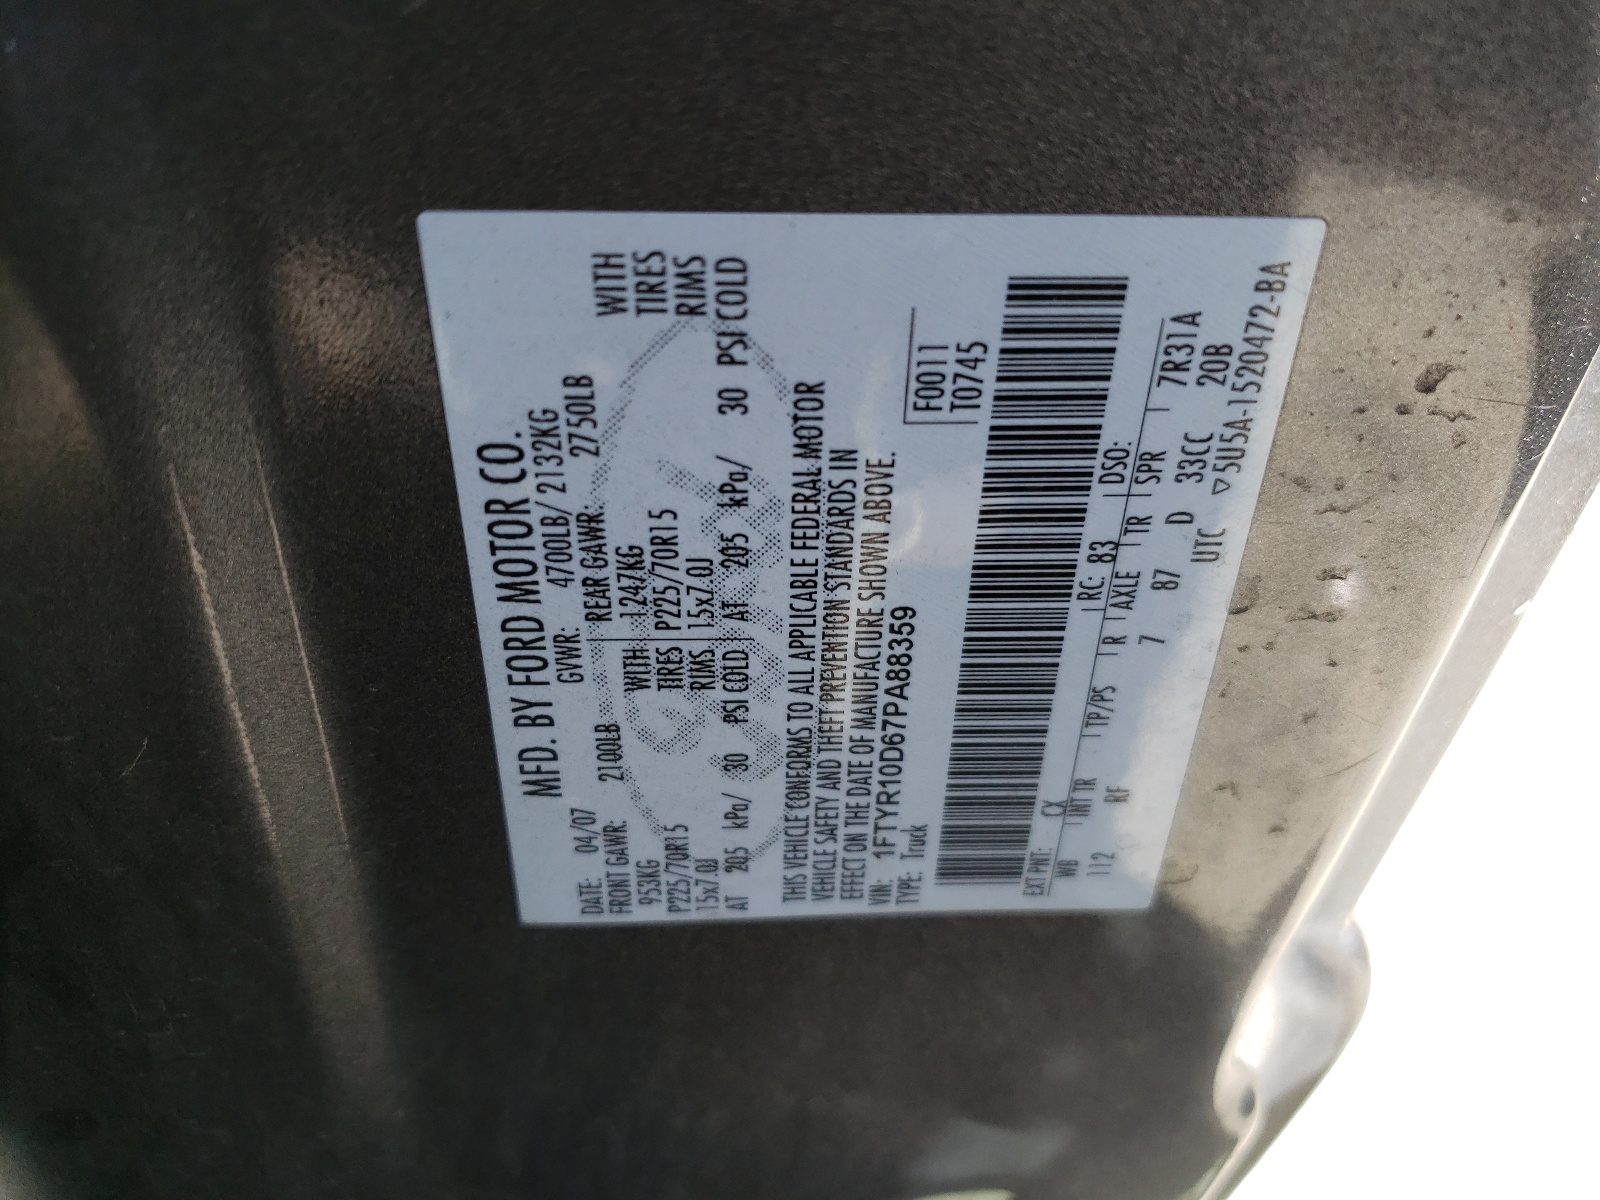 MFD. BY FORD MOTOR CO.
DATE: 04/07 GVWR: 4700LB/2132KG
FRONT GAWR: 2100LB REAR GAWR: 2750LB
953KG WITH 1247KG WITH
P225/70R15 TIRES P225/70R15 TIRES
15x7.0J RIMS 15x7.0J RIMS
AT 205 kPa/ 30 PSI COLD AT 205 kPa/ 30 PSI COLD
THIS VEHICLE CONFORMS TO ALL APPLICABLE FEDERAL MOTOR
VEHICLE SAFETY AND THEFT PREVENTION STANDARDS IN
EFFECT ON THE DATE OF MANUFACTURE SHOWN ABOVE.
VIN: 1FTYR10D67PA88359 F0011
TYPE: Truck T0745
EXT PNT: CX RC: 83 DSO:
WB INT TR TP/PS R AXLE TR SPR 7R31A
112 RF 7 87 D 33CC 20B
UTC ▽5U5A-1520472-BA